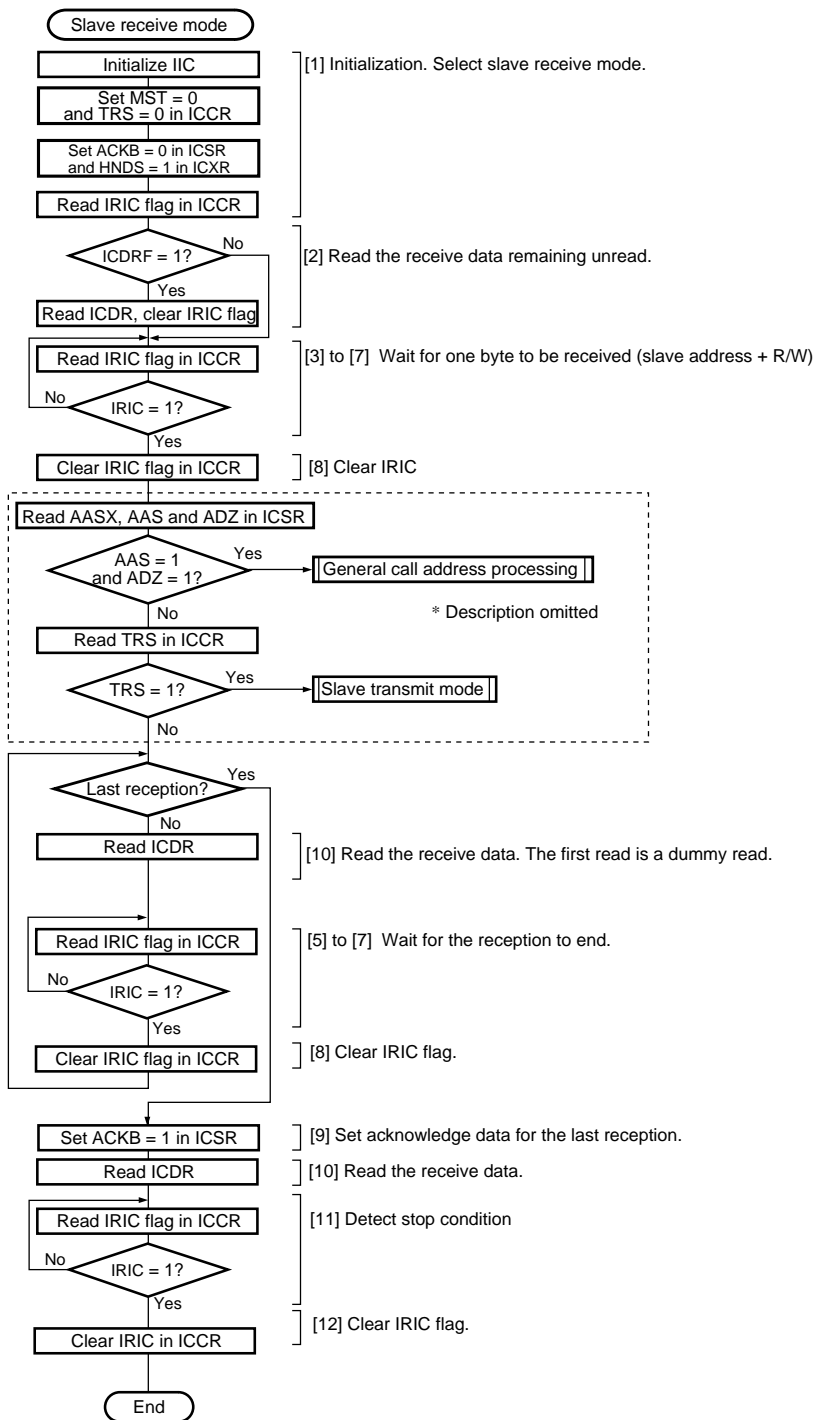 Slave receive mode
Initialize IIC
[1] Initialization. Select slave receive mode.
Set MST = 0
and TRS = 0 in ICCR
Set ACKB = 0 in ICSR
and HNDS = 1 in ICXR
Read IRIC flag in ICCR
No
ICDRF = 1?
[2] Read the receive data remaining unread.
Yes
Read ICDR, clear IRIC flag
Read IRIC flag in ICCR
[3] to [7] Wait for one byte to be received (slave address + R/W)
No
IRIC = 1?
Yes
Clear IRIC flag in ICCR
[8] Clear IRIC
Read AASX, AAS and ADZ in ICSR
AAS = 1
and ADZ = 1?
Yes
General call address processing
No
* Description omitted
Read TRS in ICCR
TRS = 1?
Yes
Slave transmit mode
No
Last reception?
Yes
No
Read ICDR
[10] Read the receive data. The first read is a dummy read.
Read IRIC flag in ICCR
[5] to [7] Wait for the reception to end.
No
IRIC = 1?
Yes
Clear IRIC flag in ICCR
[8] Clear IRIC flag.
Set ACKB = 1 in ICSR
[9] Set acknowledge data for the last reception.
Read ICDR
[10] Read the receive data.
Read IRIC flag in ICCR
[11] Detect stop condition
No
IRIC = 1?
Yes
Clear IRIC in ICCR
[12] Clear IRIC flag.
End